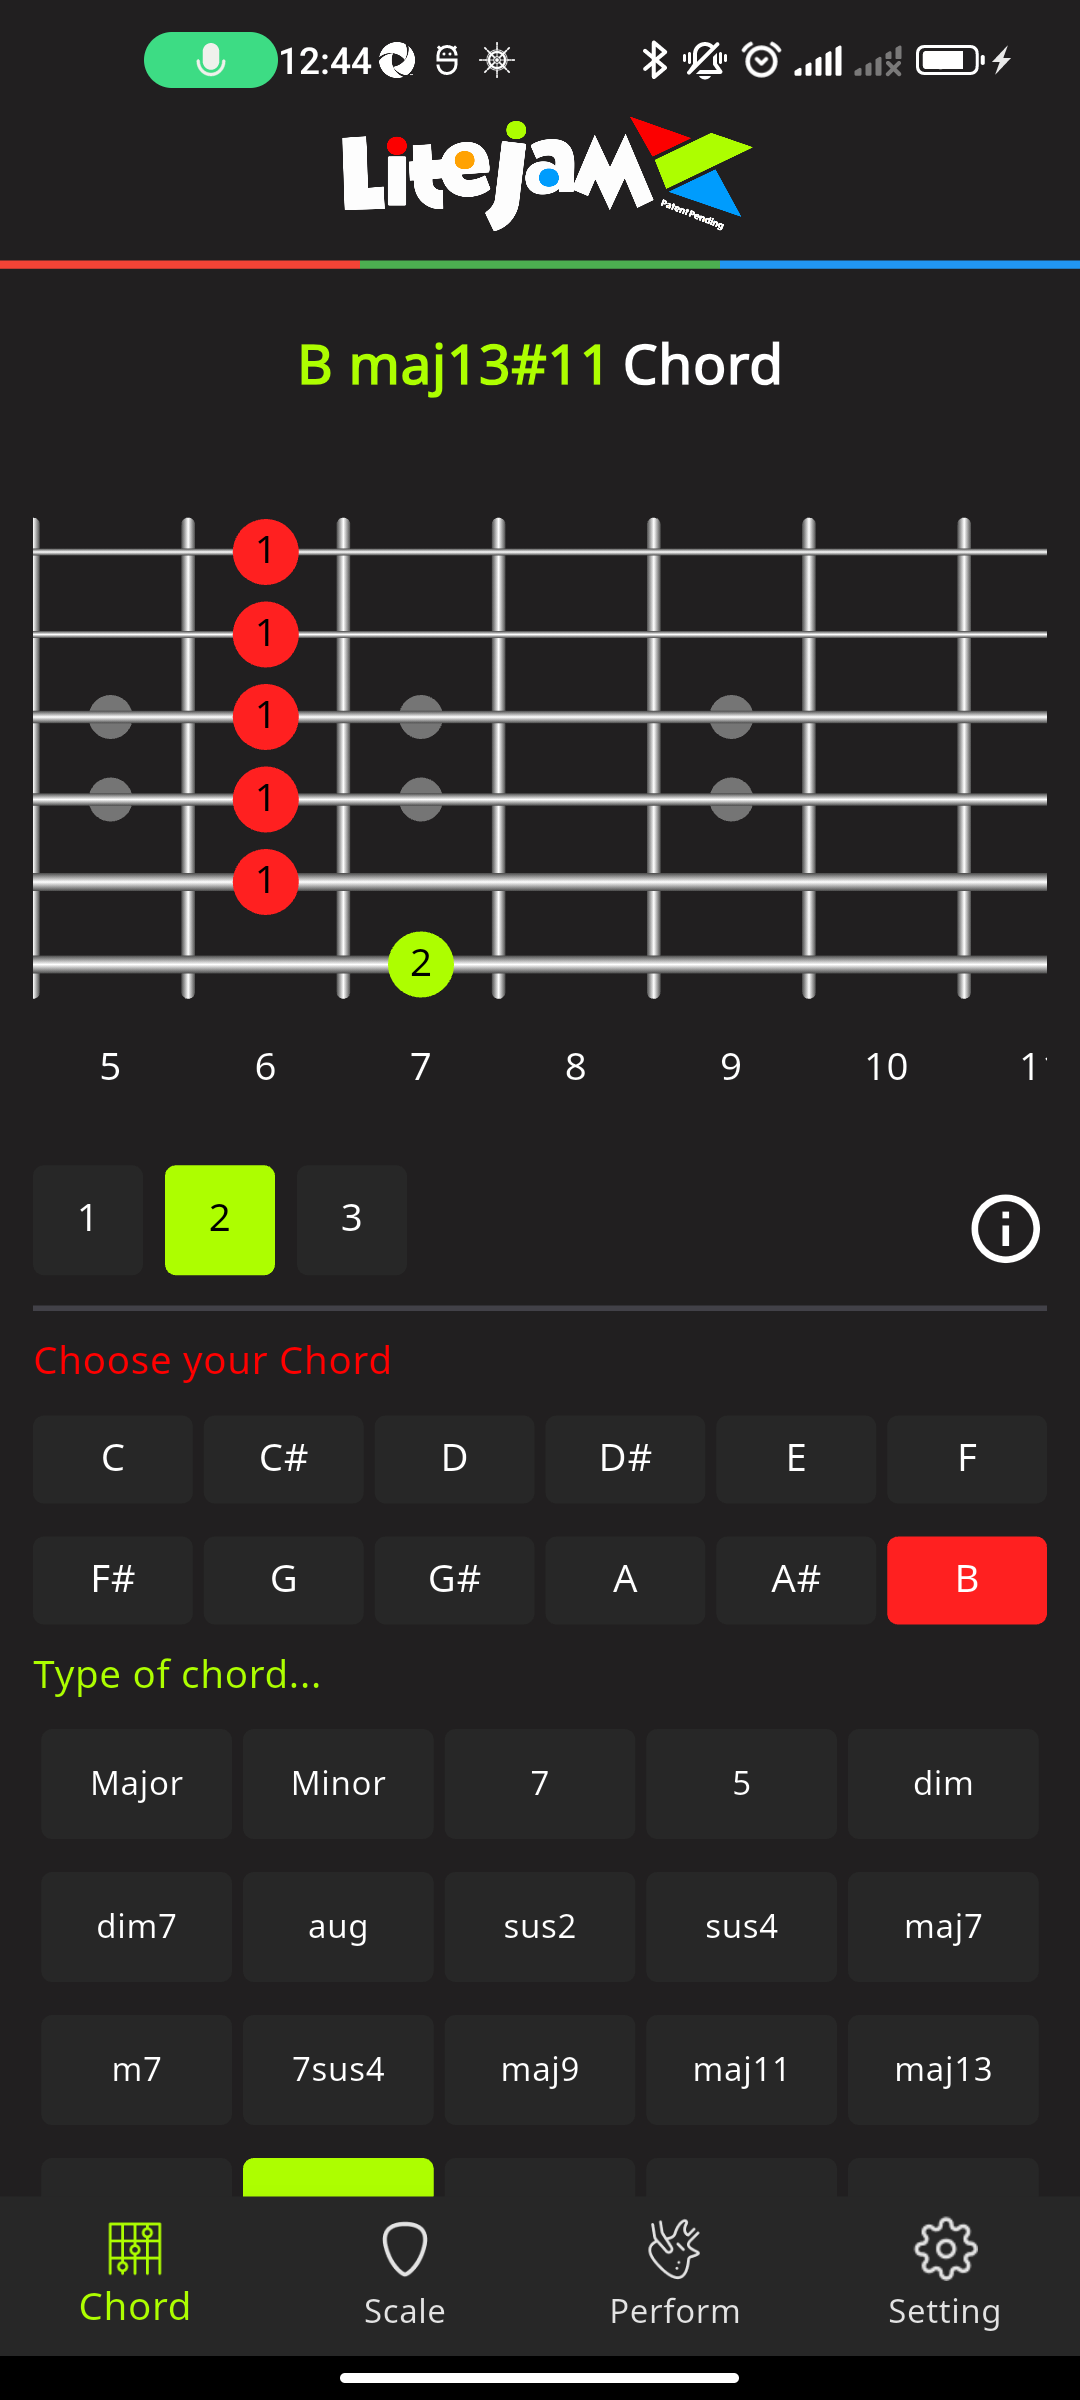 12:44
Litejam
Patent Pending
B maj13#11 Chord
1
1
1
1
1
2
5 6 7 8 9 10
1 2 3
Choose your Chord
C C# D D# E F
F# G G# A A# B
Type of chord...
Major Minor 7 5 dim
dim7 aug sus2 sus4 maj7
m7 7sus4 maj9 maj11 maj13
Chord Scale Perform Setting